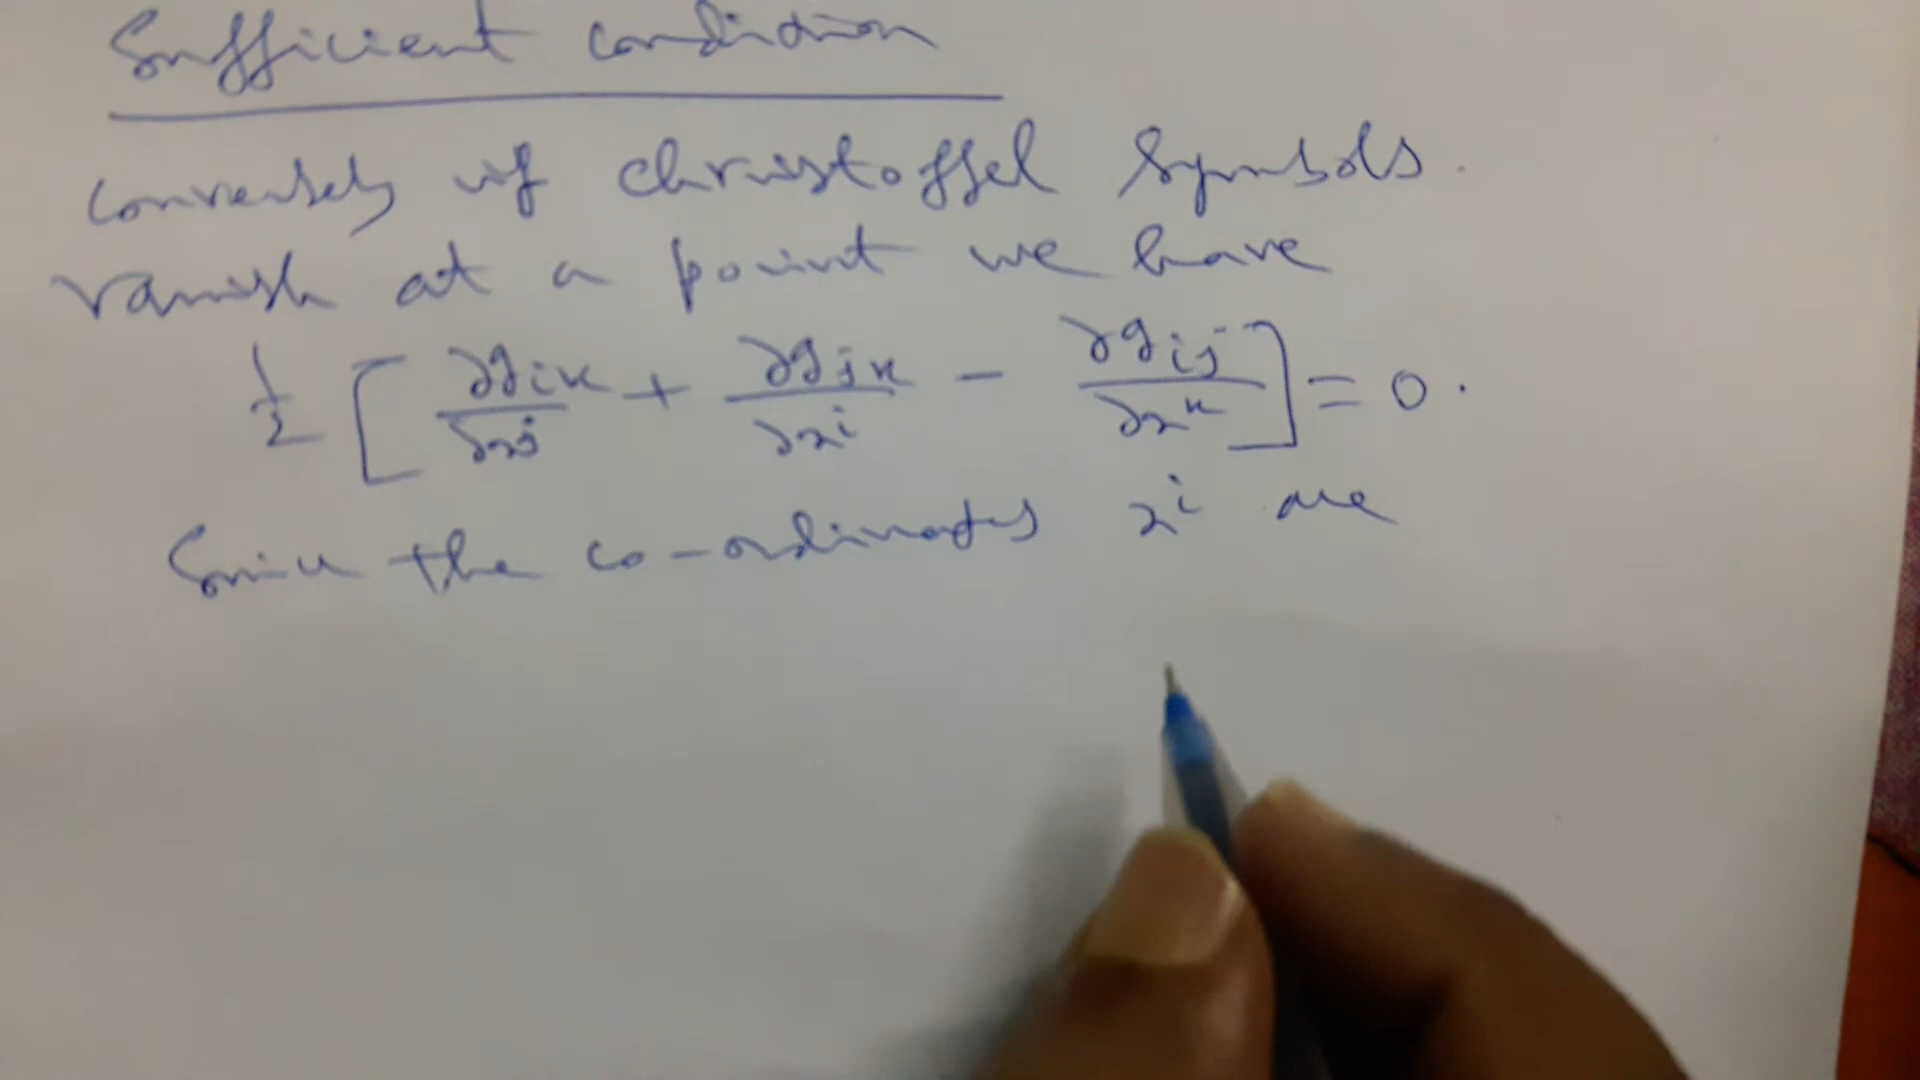 Sufficient condition
conversely if christoffel symbols.
vanish at a point we have
1/2 [ ∂g_ik/∂x^j + ∂g_jk/∂x^i − ∂g_ij/∂x^k ] = 0.
Since the co-ordinates x^i are